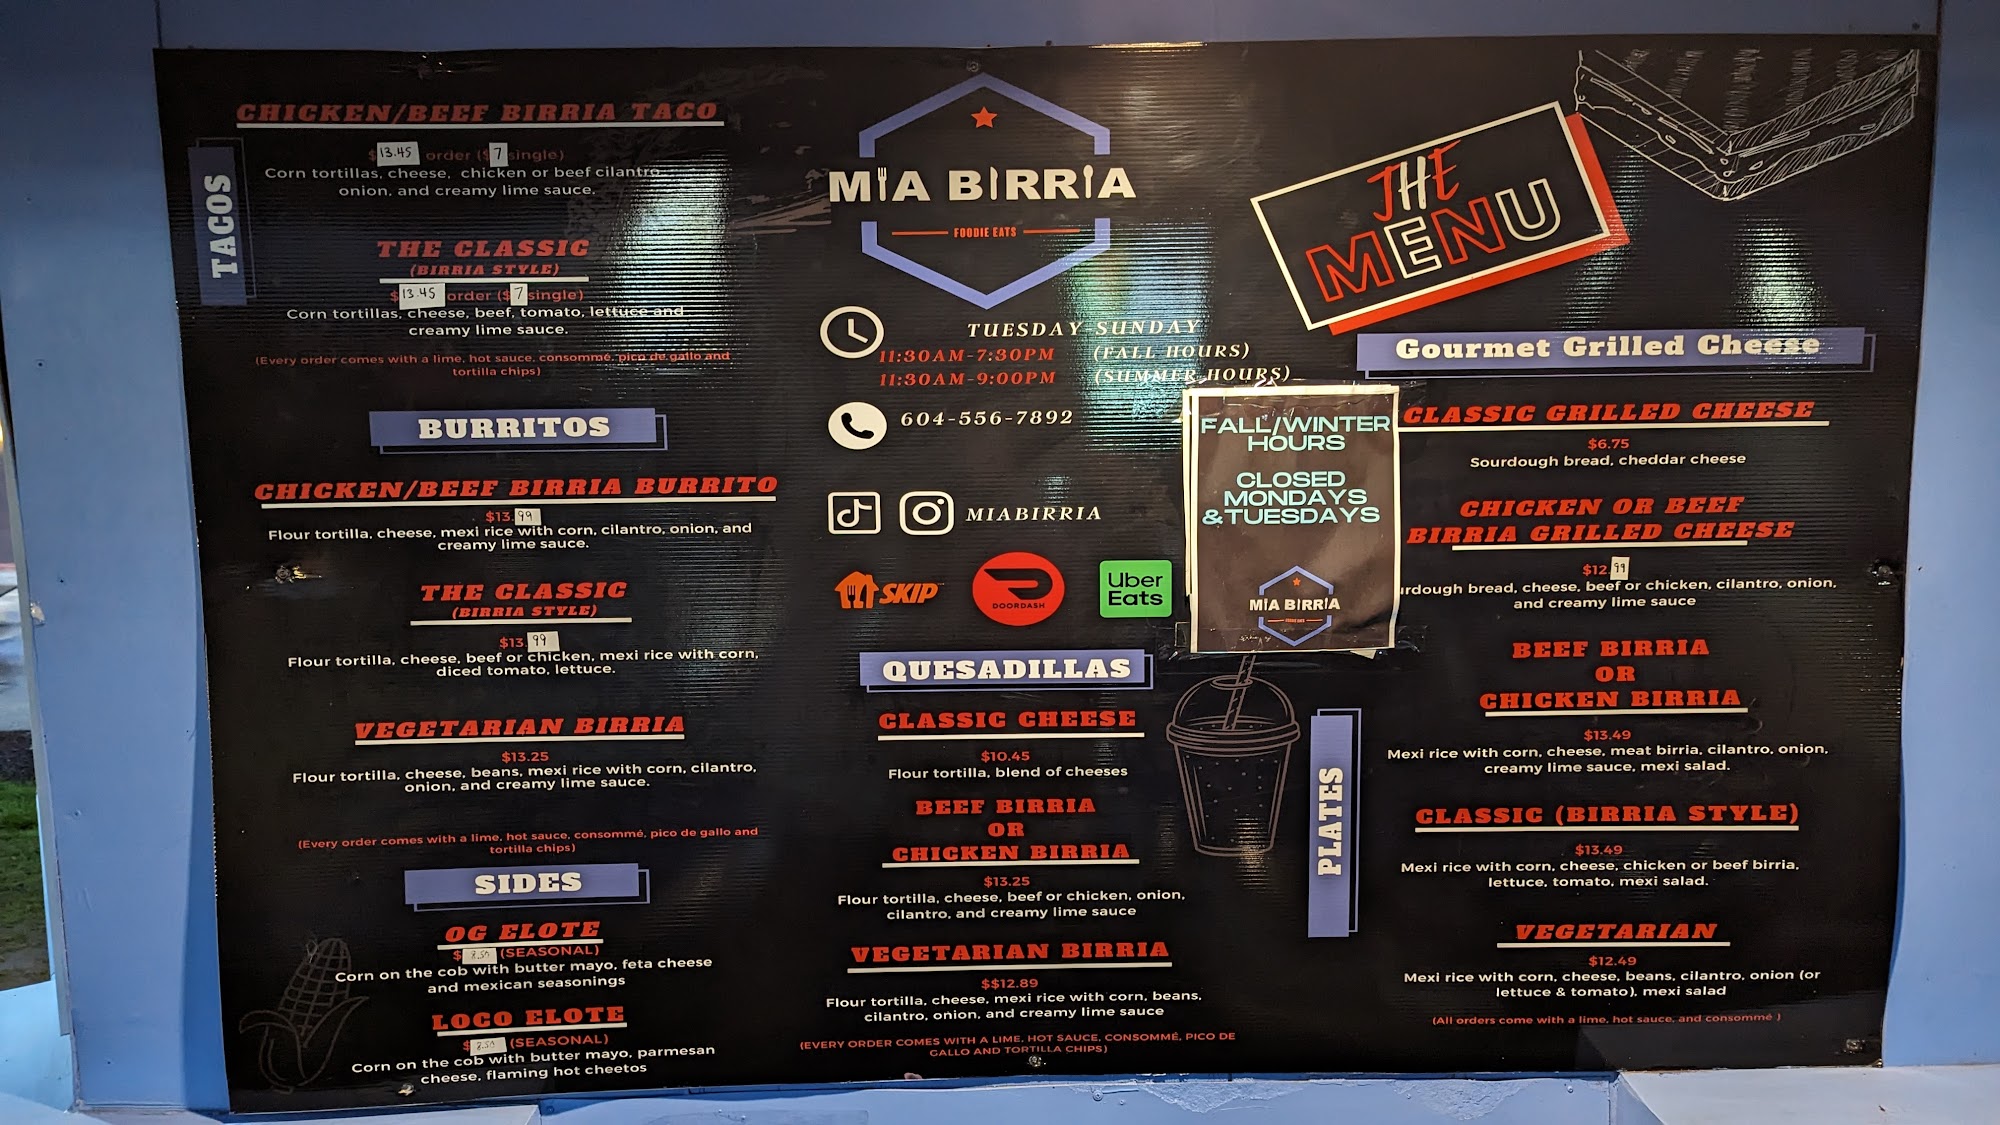 CHICKEN/BEEF BIRRIA TACO
$13.45 order ($7 single)
Corn tortillas, cheese, chicken or beef cilantro
onion, and creamy lime sauce.
TACOS
THE CLASSIC
(BIRRIA STYLE)
$13.45 order ($7 single)
Corn tortillas, cheese, beef, tomato, lettuce and
creamy lime sauce.
(Every order comes with a lime, hot sauce, consommé, pico de gallo and
tortilla chips)
BURRITOS
CHICKEN/BEEF BIRRIA BURRITO
$13.99
Flour tortilla, cheese, mexi rice with corn, cilantro, onion, and
creamy lime sauce.
THE CLASSIC
(BIRRIA STYLE)
$13.99
Flour tortilla, cheese, beef or chicken, mexi rice with corn,
diced tomato, lettuce.
VEGETARIAN BIRRIA
$13.25
Flour tortilla, cheese, beans, mexi rice with corn, cilantro,
onion, and creamy lime sauce.
(Every order comes with a lime, hot sauce, consommé, pico de gallo and
tortilla chips)
SIDES
OG ELOTE
$8.50 (SEASONAL)
Corn on the cob with butter mayo, feta cheese
and mexican seasonings
LOCO ELOTE
$8.50 (SEASONAL)
Corn on the cob with butter mayo, parmesan
cheese, flaming hot cheetos
MIA BIRRIA
FOODIE EATS
TUESDAY SUNDAY
11:30AM-7:30PM (FALL HOURS)
11:30AM-9:00PM (SUMMER HOURS)
604-556-7892
MIABIRRIA
SKIP
DOORDASH
Uber
Eats
QUESADILLAS
CLASSIC CHEESE
$10.45
Flour tortilla, blend of cheeses
BEEF BIRRIA
OR
CHICKEN BIRRIA
$13.25
Flour tortilla, cheese, beef or chicken, onion,
cilantro, and creamy lime sauce
VEGETARIAN BIRRIA
$$12.89
Flour tortilla, cheese, mexi rice with corn, beans,
cilantro, onion, and creamy lime sauce
(EVERY ORDER COMES WITH A LIME, HOT SAUCE, CONSOMMÉ, PICO DE
GALLO AND TORTILLA CHIPS)
FALL/WINTER
HOURS
CLOSED
MONDAYS
&TUESDAYS
MIA BIRRIA
THE
MENU
Gourmet Grilled Cheese
CLASSIC GRILLED CHEESE
$6.75
Sourdough bread, cheddar cheese
CHICKEN OR BEEF
BIRRIA GRILLED CHEESE
$12.99
urdough bread, cheese, beef or chicken, cilantro, onion,
and creamy lime sauce
PLATES
BEEF BIRRIA
OR
CHICKEN BIRRIA
$13.49
Mexi rice with corn, cheese, meat birria, cilantro, onion,
creamy lime sauce, mexi salad.
CLASSIC (BIRRIA STYLE)
$13.49
Mexi rice with corn, cheese, chicken or beef birria,
lettuce, tomato, mexi salad.
VEGETARIAN
$12.49
Mexi rice with corn, cheese, beans, cilantro, onion (or
lettuce & tomato), mexi salad
(All orders come with a lime, hot sauce, and consommé )